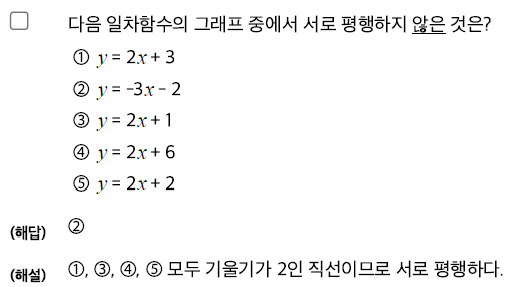 다음 일차함수의 그래프 중에서 서로 평행하지 않은 것은?
① y = 2x + 3
② y = -3x - 2
③ y = 2x + 1
④ y = 2x + 6
⑤ y = 2x + 2
(해답) ②
(해설) ①, ③, ④, ⑤ 모두 기울기가 2인 직선이므로 서로 평행하다.